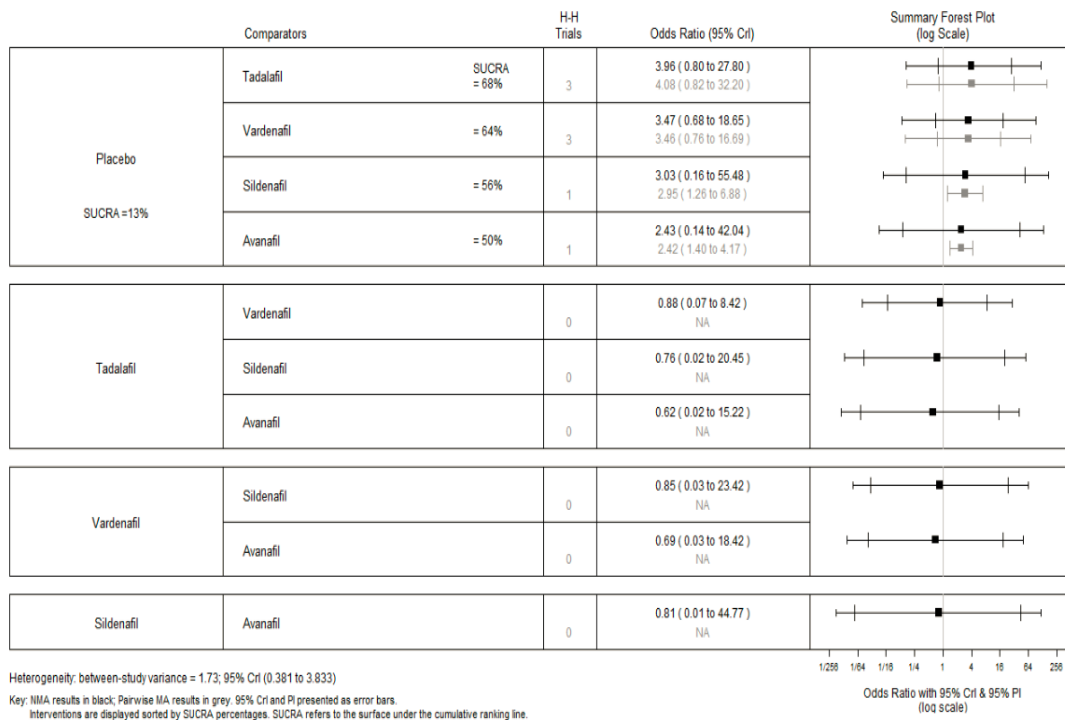 Comparators
H-H
Trials
Odds Ratio (95% CrI)
Summary Forest Plot
(log Scale)
Placebo
SUCRA =13%
Tadalafil
SUCRA
= 68%
3
3.96 ( 0.80 to 27.80 )
4.08 ( 0.82 to 32.20 )
Vardenafil
= 64%
3
3.47 ( 0.68 to 18.65 )
3.46 ( 0.76 to 16.69 )
Sildenafil
= 56%
1
3.03 ( 0.16 to 55.48 )
2.95 ( 1.26 to 6.88 )
Avanafil
= 50%
1
2.43 ( 0.14 to 42.04 )
2.42 ( 1.40 to 4.17 )
Tadalafil
Vardenafil
0
0.88 ( 0.07 to 8.42 )
NA
Sildenafil
0
0.76 ( 0.02 to 20.45 )
NA
Avanafil
0
0.62 ( 0.02 to 15.22 )
NA
Vardenafil
Sildenafil
0
0.85 ( 0.03 to 23.42 )
NA
Avanafil
0
0.69 ( 0.03 to 18.42 )
NA
Sildenafil
Avanafil
0
0.81 ( 0.01 to 44.77 )
NA
1/256 1/64 1/16 1/4 1 4 16 64 256
Odds Ratio with 95% CrI & 95% PI
(log scale)
Heterogeneity: between-study variance = 1.73; 95% CrI (0.381 to 3.833)
Key: NMA results in black; Pairwise MA results in grey. 95% CrI and PI presented as error bars.
Interventions are displayed sorted by SUCRA percentages. SUCRA refers to the surface under the cumulative ranking line.